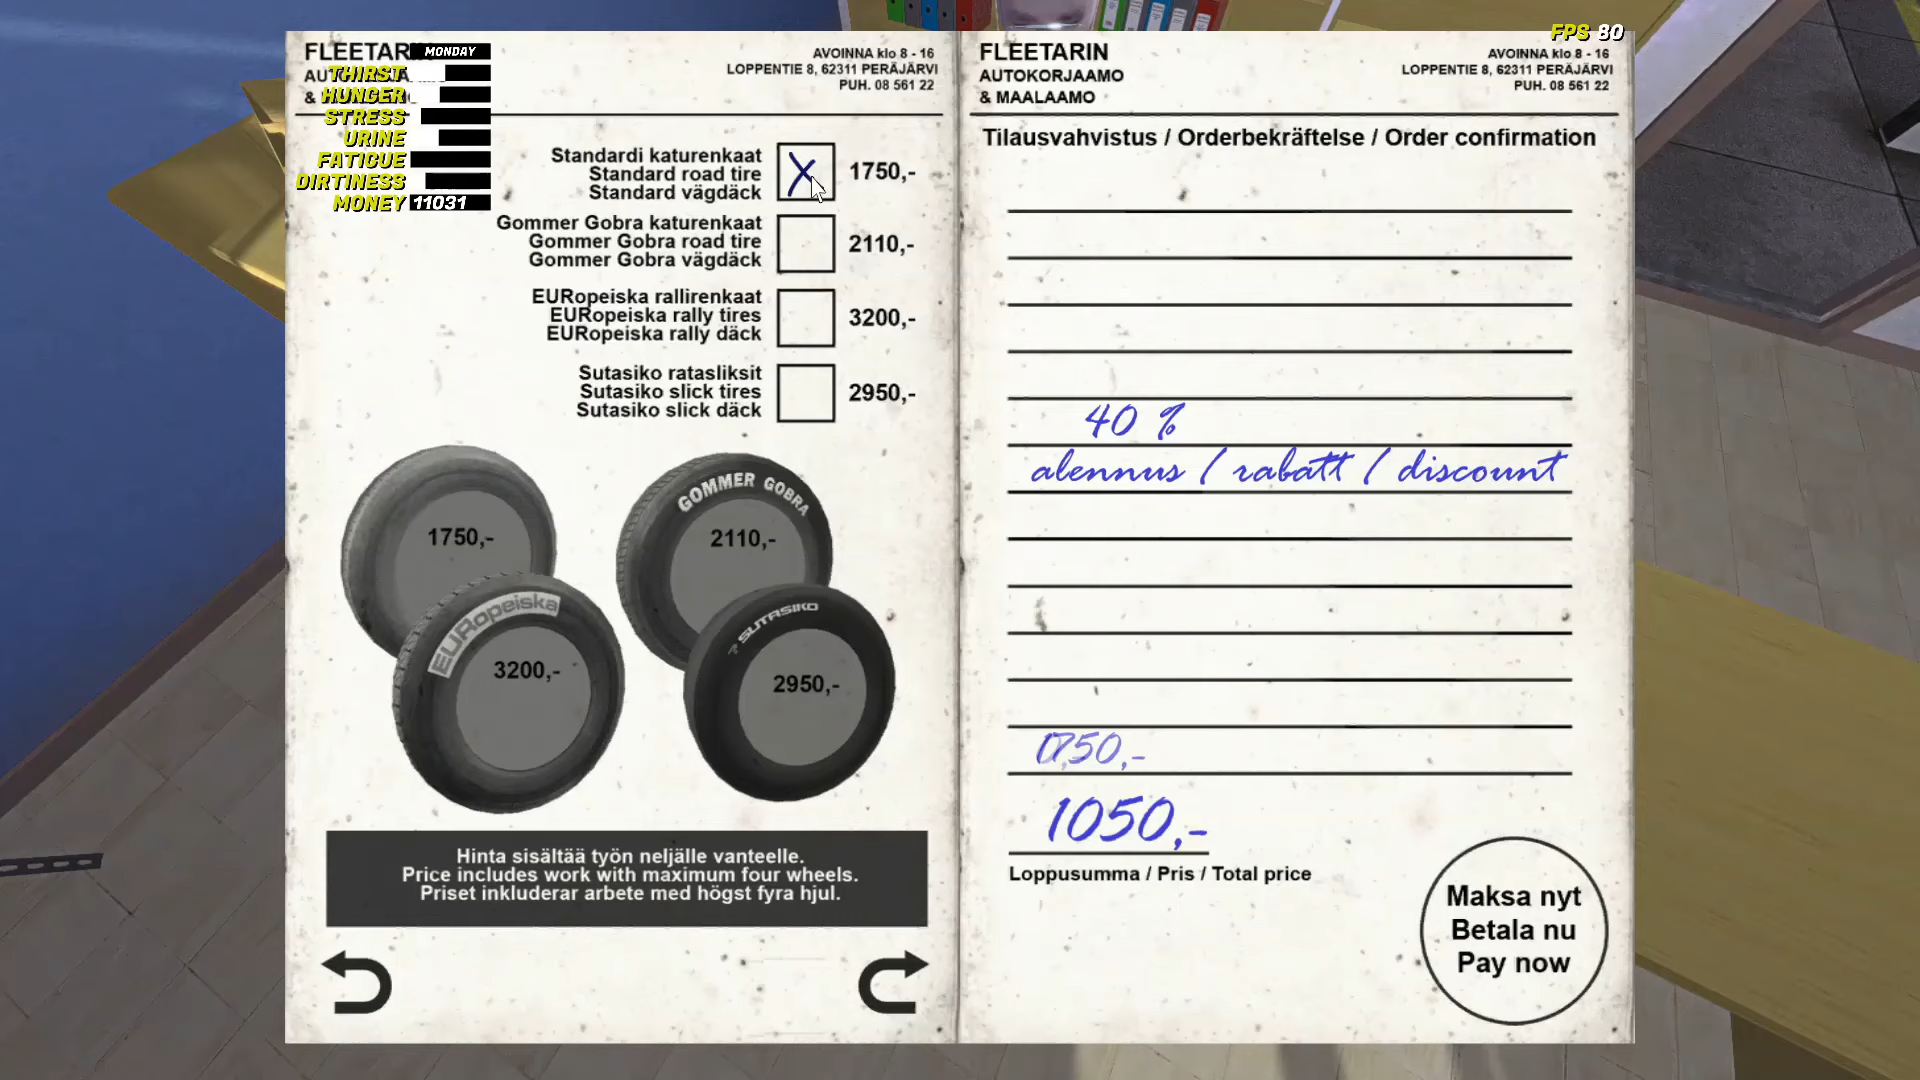 FLEETAR
MONDAY
AVOINNA klo 8 - 16
LOPPENTIE 8, 62311 PERÄJÄRVI
PUH. 08 561 22
THIRST
HUNGER
STRESS
URINE
FATIGUE
DIRTINESS
MONEY 11031
Standardi katurenkaat
Standard road tire
Standard vägdäck
X
1750,-
Gommer Gobra katurenkaat
Gommer Gobra road tire
Gommer Gobra vägdäck
2110,-
EURopeiska rallirenkaat
EURopeiska rally tires
EURopeiska rally däck
3200,-
Sutasiko ratasliksit
Sutasiko slick tires
Sutasiko slick däck
2950,-
1750,-
GOMMER GOBRA
2110,-
EURopeiska
3200,-
SUTASIKO
2950,-
Hinta sisältää työn neljälle vanteelle.
Price includes work with maximum four wheels.
Priset inkluderar arbete med högst fyra hjul.
FPS 80
FLEETARIN
AUTOKORJAAMO
& MAALAAMO
AVOINNA klo 8 - 16
LOPPENTIE 8, 62311 PERÄJÄRVI
PUH. 08 561 22
Tilausvahvistus / Orderbekräftelse / Order confirmation
40 %
alennus / rabatt / discount
1750,-
1050,-
Loppusumma / Pris / Total price
Maksa nyt
Betala nu
Pay now